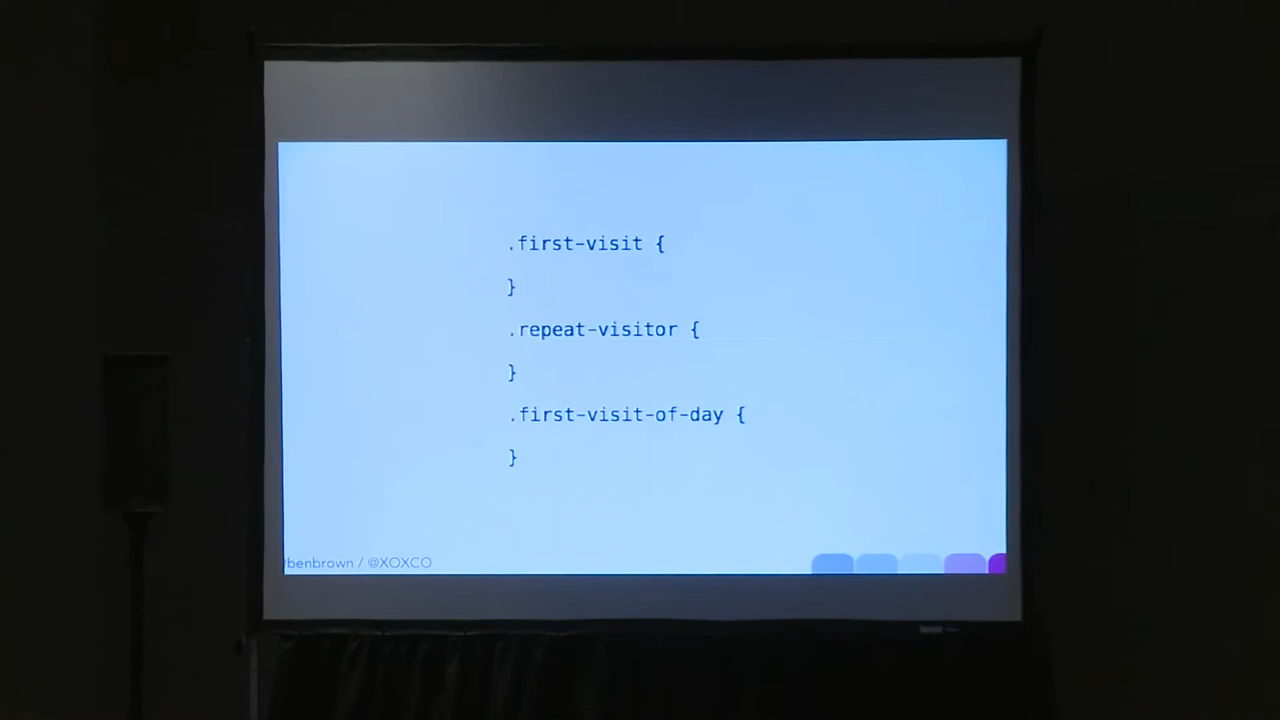 .first-visit {
}
.repeat-visitor {
}
.first-visit-of-day {
}
benbrown / @XOXCO